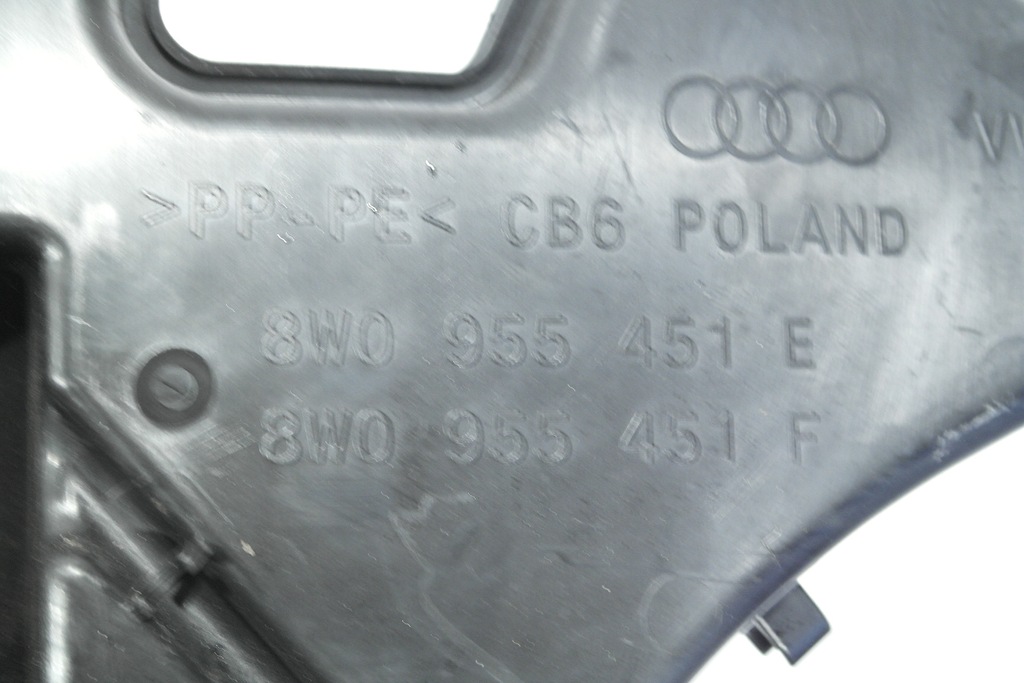 >PP-PE< CB6 POLAND
8W0 955 451 E
8W0 955 451 F